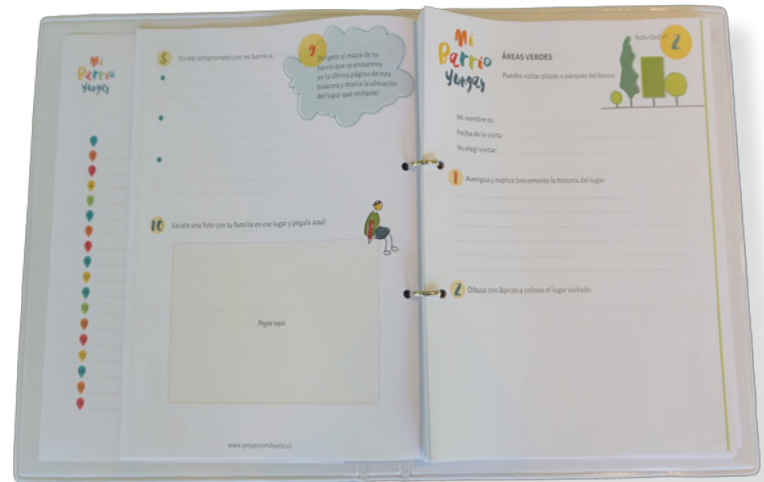 Mi
Barrio
Yungay
5 Yo me comprometo con mi barrio a:
9
Dirígete al mapa de tu
barrio que se encuentra
en la última página de esta
bitácora y marca la ubicación
del lugar que visitaste!
10 Sácate una foto con tu familia en ese lugar y pégala aquí!
Pegar aquí
www.proyectomibarrio.cl
Mi
Barrio
Yungay
Actividad nº 2
ÁREAS VERDES
Puedes visitar plazas o parques del barrio.
Mi nombre es:
Fecha de la visita:
Yo elegí visitar:
1 Averigua y explica brevemente la historia del lugar
2 Dibuja con lápices a colores el lugar visitado